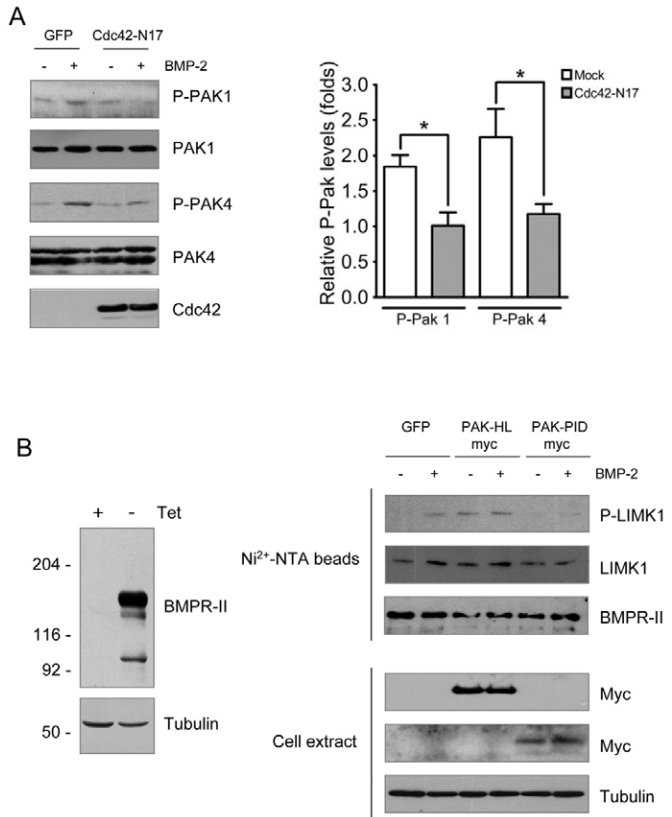 A
GFP Cdc42-N17
- + - + BMP-2
P-PAK1
PAK1
P-PAK4
PAK4
Cdc42
Relative P-Pak levels (folds)
3.0
2.5
2.0
1.5
1.0
0.5
0.0
* *
Mock
Cdc42-N17
P-Pak 1 P-Pak 4
B
+ - Tet
204 -
116 -
92 -
50 -
BMPR-II
Tubulin
GFP PAK-HL PAK-PID
myc myc
- + - + - + BMP-2
Ni²⁺-NTA beads
P-LIMK1
LIMK1
BMPR-II
Cell extract
Myc
Myc
Tubulin